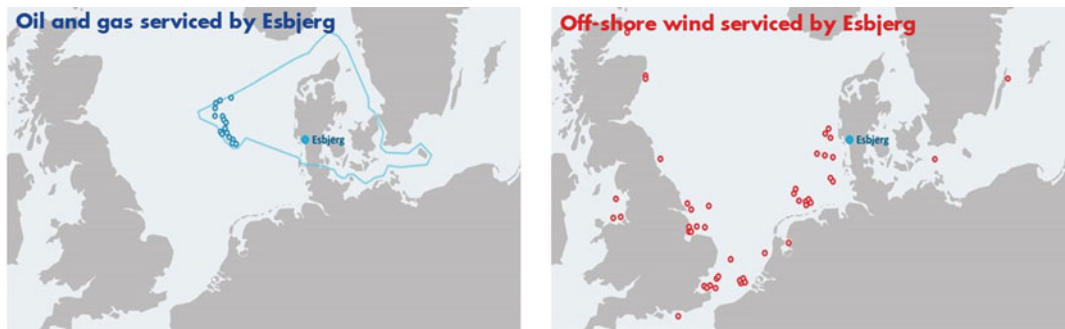 Oil and gas serviced by Esbjerg
Esbjerg
Off-shore wind serviced by Esbjerg
Esbjerg